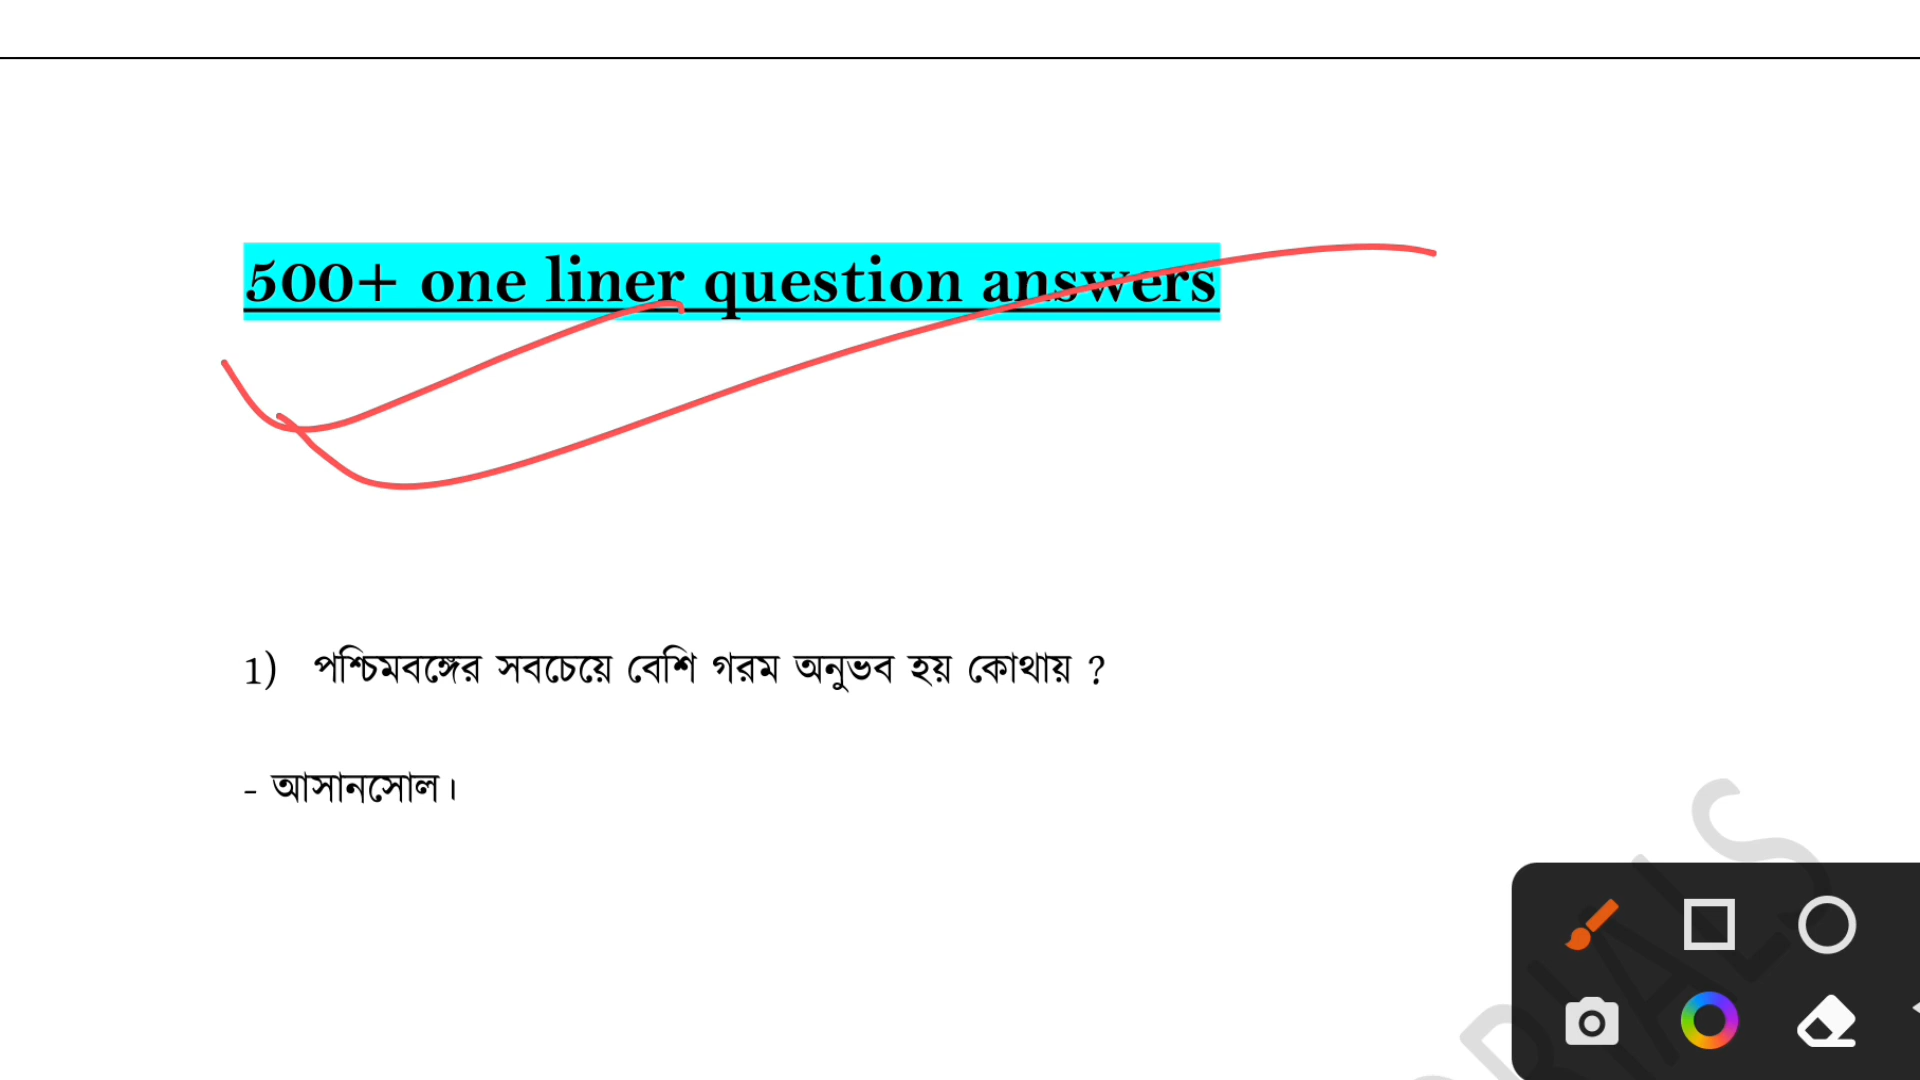 500+ one liner question answers
1) পশ্চিমবঙ্গের সবচেয়ে বেশি গরম অনুভব হয় কোথায় ?
- আসানসোল।